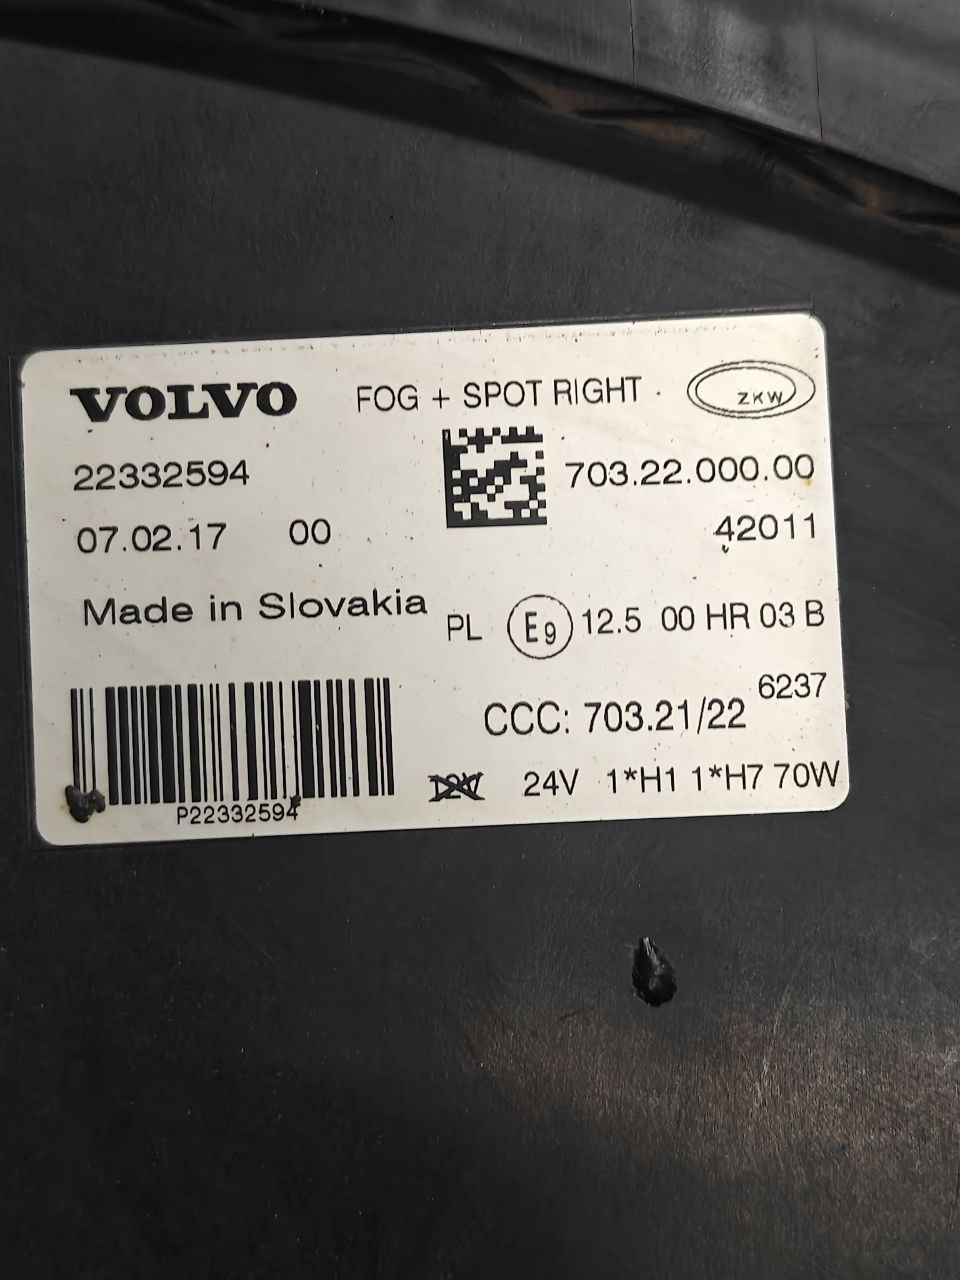 VOLVO FOG + SPOT RIGHT ZKW
22332594 703.22.000.00
07.02.17 00 42011
Made in Slovakia PL E9 12.5 00 HR 03 B
6237
CCC: 703.21/22
12V 24V 1*H1 1*H7 70W
P22332594